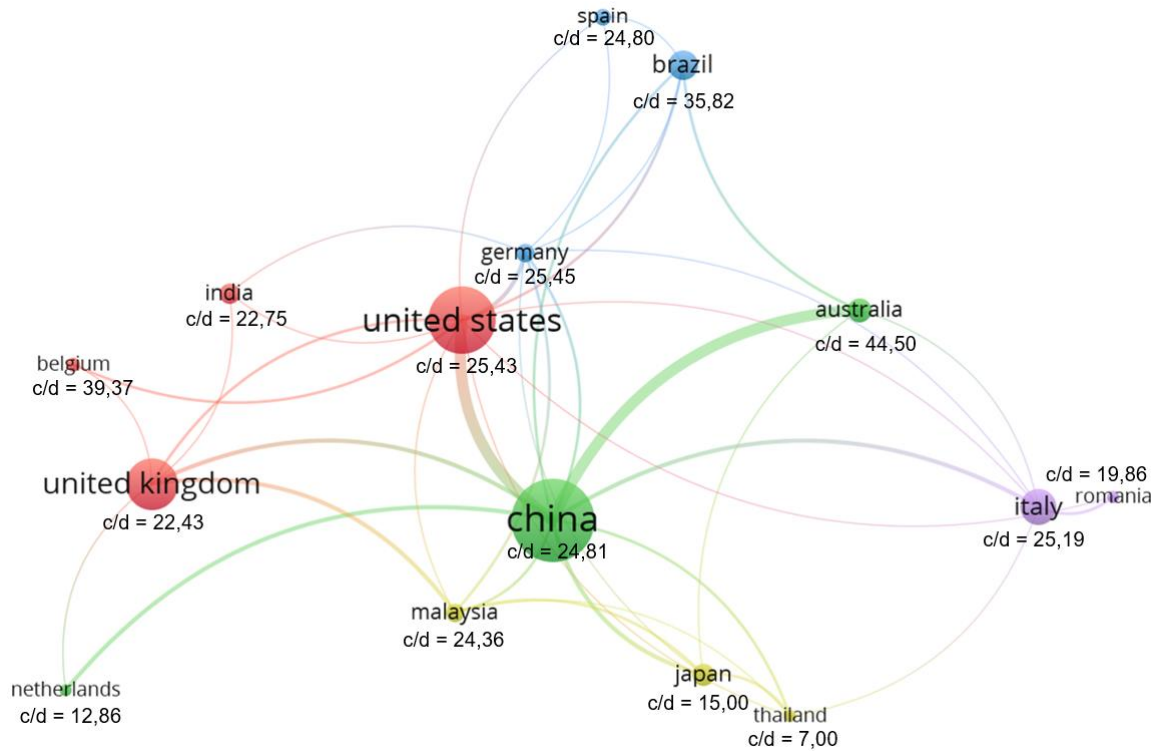 spain
c/d = 24,80
brazil
c/d = 35,82
germany
c/d = 25,45
india
c/d = 22,75
united states
c/d = 25,43
australia
c/d = 44,50
belgium
c/d = 39,37
united kingdom
c/d = 22,43
china
c/d = 24,81
c/d = 19,86
romania
italy
c/d = 25,19
malaysia
c/d = 24,36
netherlands
c/d = 12,86
japan
c/d = 15,00
thailand
c/d = 7,00